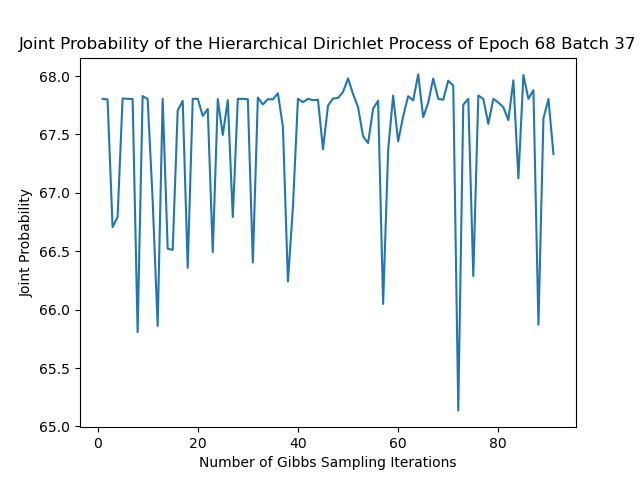 Joint Probability of the Hierarchical Dirichlet Process of Epoch 68 Batch 37
68.0
67.5
67.0
66.5
66.0
65.5
65.0
Joint Probability
0 20 40 60 80
Number of Gibbs Sampling Iterations